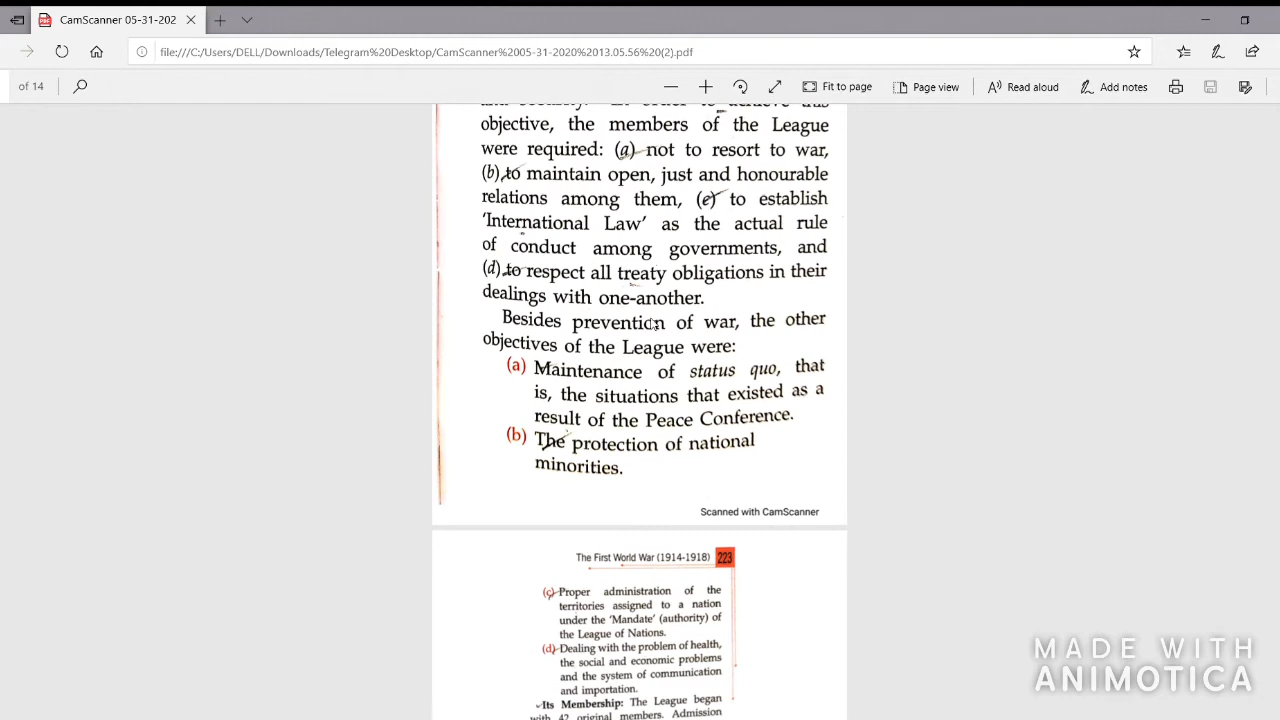 CamScanner 05-31-202
file:///C:/Users/DELL/Downloads/Telegram%20Desktop/CamScanner%2005-31-2020%2013.05.56%20(2).pdf
of 14
Fit to page
Page view
Read aloud
Add notes
and security. In order to achieve this
objective, the members of the League
were required: (a) not to resort to war,
(b) to maintain open, just and honourable
relations among them, (c) to establish
'International Law' as the actual rule
of conduct among governments, and
(d) to respect all treaty obligations in their
dealings with one-another.
Besides prevention of war, the other
objectives of the League were:
(a) Maintenance of status quo, that
is, the situations that existed as a
result of the Peace Conference.
(b) The protection of national
minorities.
Scanned with CamScanner
The First World War (1914-1918) 223
(c) Proper administration of the
territories assigned to a nation
under the 'Mandate' (authority) of
the League of Nations.
(d) Dealing with the problem of health,
the social and economic problems
and the system of communication
and importation.
Its Membership: The League began
with 42 original members. Admission
MADE WITH
ANIMOTICA